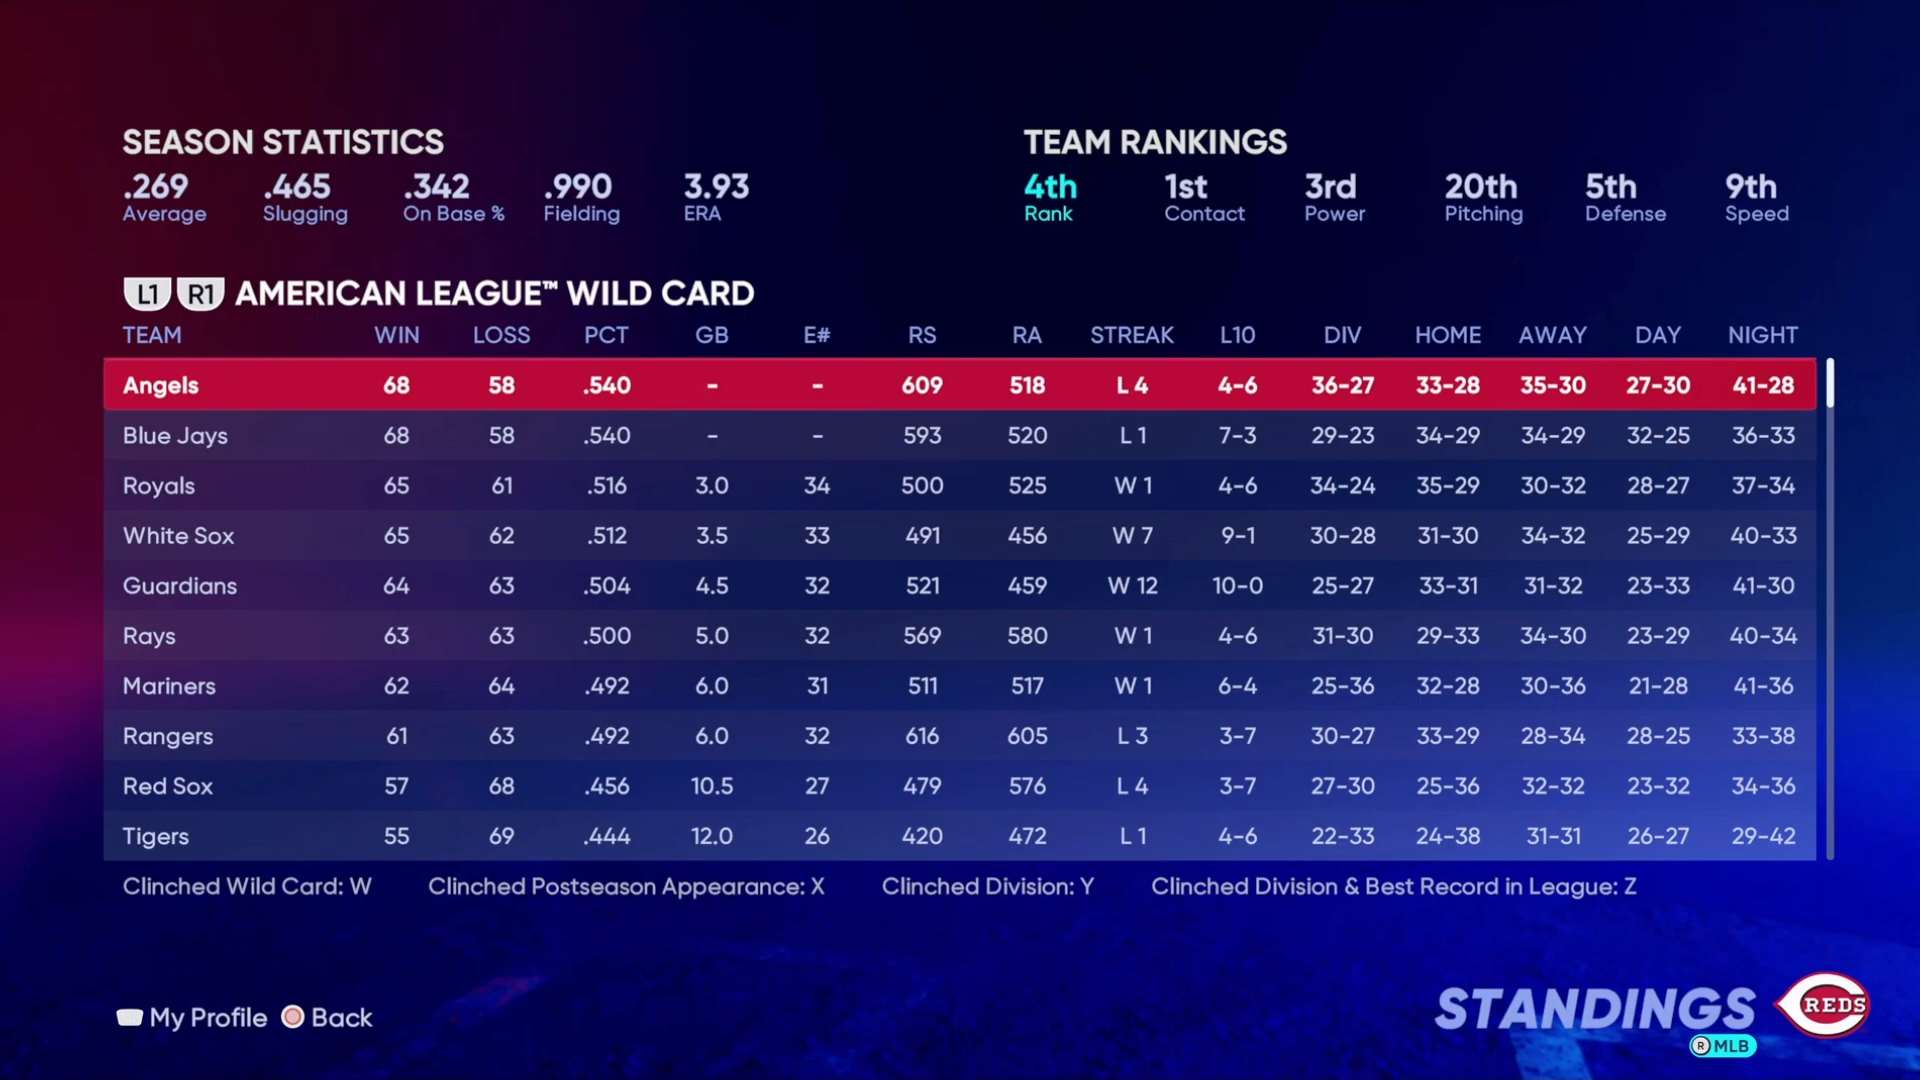 SEASON STATISTICS
.269 .465 .342 .990 3.93
Average Slugging On Base % Fielding ERA
TEAM RANKINGS
4th 1st 3rd 20th 5th 9th
Rank Contact Power Pitching Defense Speed
L1 R1 AMERICAN LEAGUE™ WILD CARD
TEAM WIN LOSS PCT GB E# RS RA STREAK L10 DIV HOME AWAY DAY NIGHT
Angels 68 58 .540 - - 609 518 L 4 4-6 36-27 33-28 35-30 27-30 41-28
Blue Jays 68 58 .540 - - 593 520 L 1 7-3 29-23 34-29 34-29 32-25 36-33
Royals 65 61 .516 3.0 34 500 525 W 1 4-6 34-24 35-29 30-32 28-27 37-34
White Sox 65 62 .512 3.5 33 491 456 W 7 9-1 30-28 31-30 34-32 25-29 40-33
Guardians 64 63 .504 4.5 32 521 459 W 12 10-0 25-27 33-31 31-32 23-33 41-30
Rays 63 63 .500 5.0 32 569 580 W 1 4-6 31-30 29-33 34-30 23-29 40-34
Mariners 62 64 .492 6.0 31 511 517 W 1 6-4 25-36 32-28 30-36 21-28 41-36
Rangers 61 63 .492 6.0 32 616 605 L 3 3-7 30-27 33-29 28-34 28-25 33-38
Red Sox 57 68 .456 10.5 27 479 576 L 4 3-7 27-30 25-36 32-32 23-32 34-36
Tigers 55 69 .444 12.0 26 420 472 L 1 4-6 22-33 24-38 31-31 26-27 29-42
Clinched Wild Card: W Clinched Postseason Appearance: X Clinched Division: Y Clinched Division & Best Record in League: Z
My Profile Back
STANDINGS
REDS
R MLB